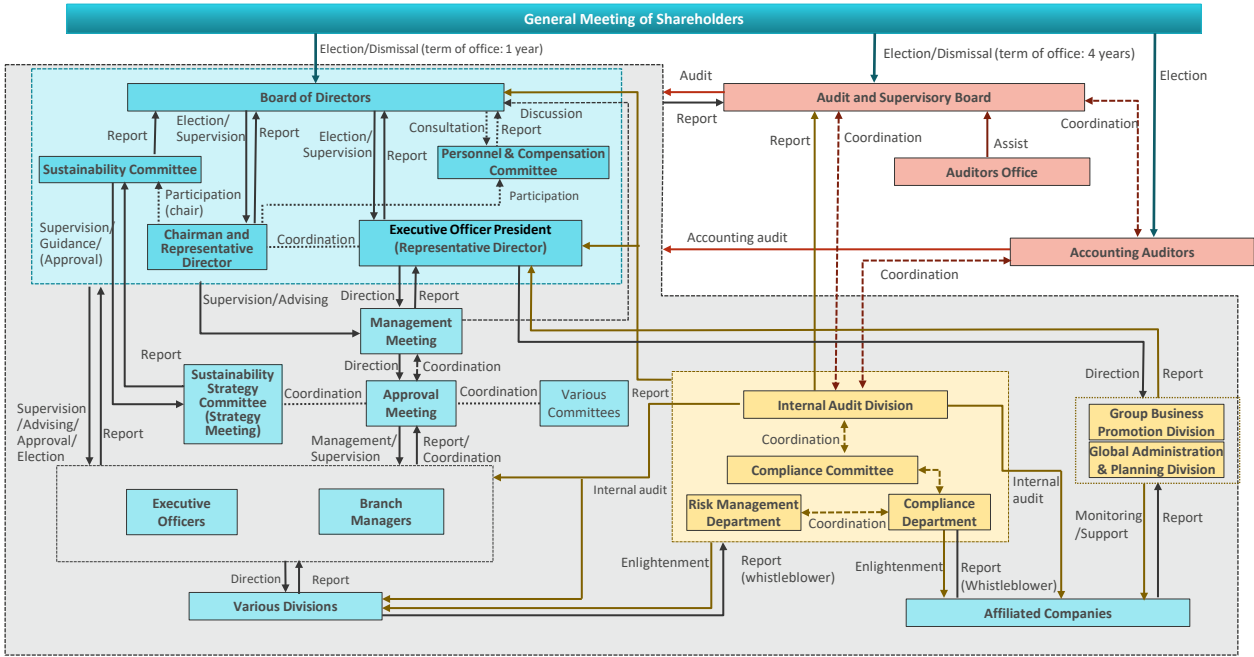 General Meeting of Shareholders
Election/Dismissal (term of office: 1 year)
Election/Dismissal (term of office: 4 years)
Election
Audit
Report
Board of Directors
Audit and Supervisory Board
Report
Election/
Supervision
Report
Election/
Supervision
Report
Consultation
Discussion
Report
Report
Coordination
Coordination
Assist
Sustainability Committee
Personnel & Compensation
Committee
Auditors Office
Participation
(chair)
Participation
Supervision/
Guidance/
(Approval)
Chairman and
Representative
Director
Coordination
Executive Officer President
(Representative Director)
Accounting audit
Accounting Auditors
Coordination
Supervision/Advising
Direction
Report
Management
Meeting
Report
Direction
Coordination
Direction
Report
Sustainability
Strategy
Committee
(Strategy
Meeting)
Coordination
Approval
Meeting
Coordination
Various
Committees
Report
Internal Audit Division
Group Business
Promotion Division
Global Administration
& Planning Division
Supervision
/Advising/
Approval/
Election
Report
Management/
Supervision
Report/
Coordination
Coordination
Compliance Committee
Internal audit
Internal
audit
Executive
Officers
Branch
Managers
Risk Management
Department
Coordination
Compliance
Department
Monitoring
/Support
Report
Enlightenment
Report
(whistleblower)
Enlightenment
Report
(Whistleblower)
Direction
Report
Various Divisions
Affiliated Companies